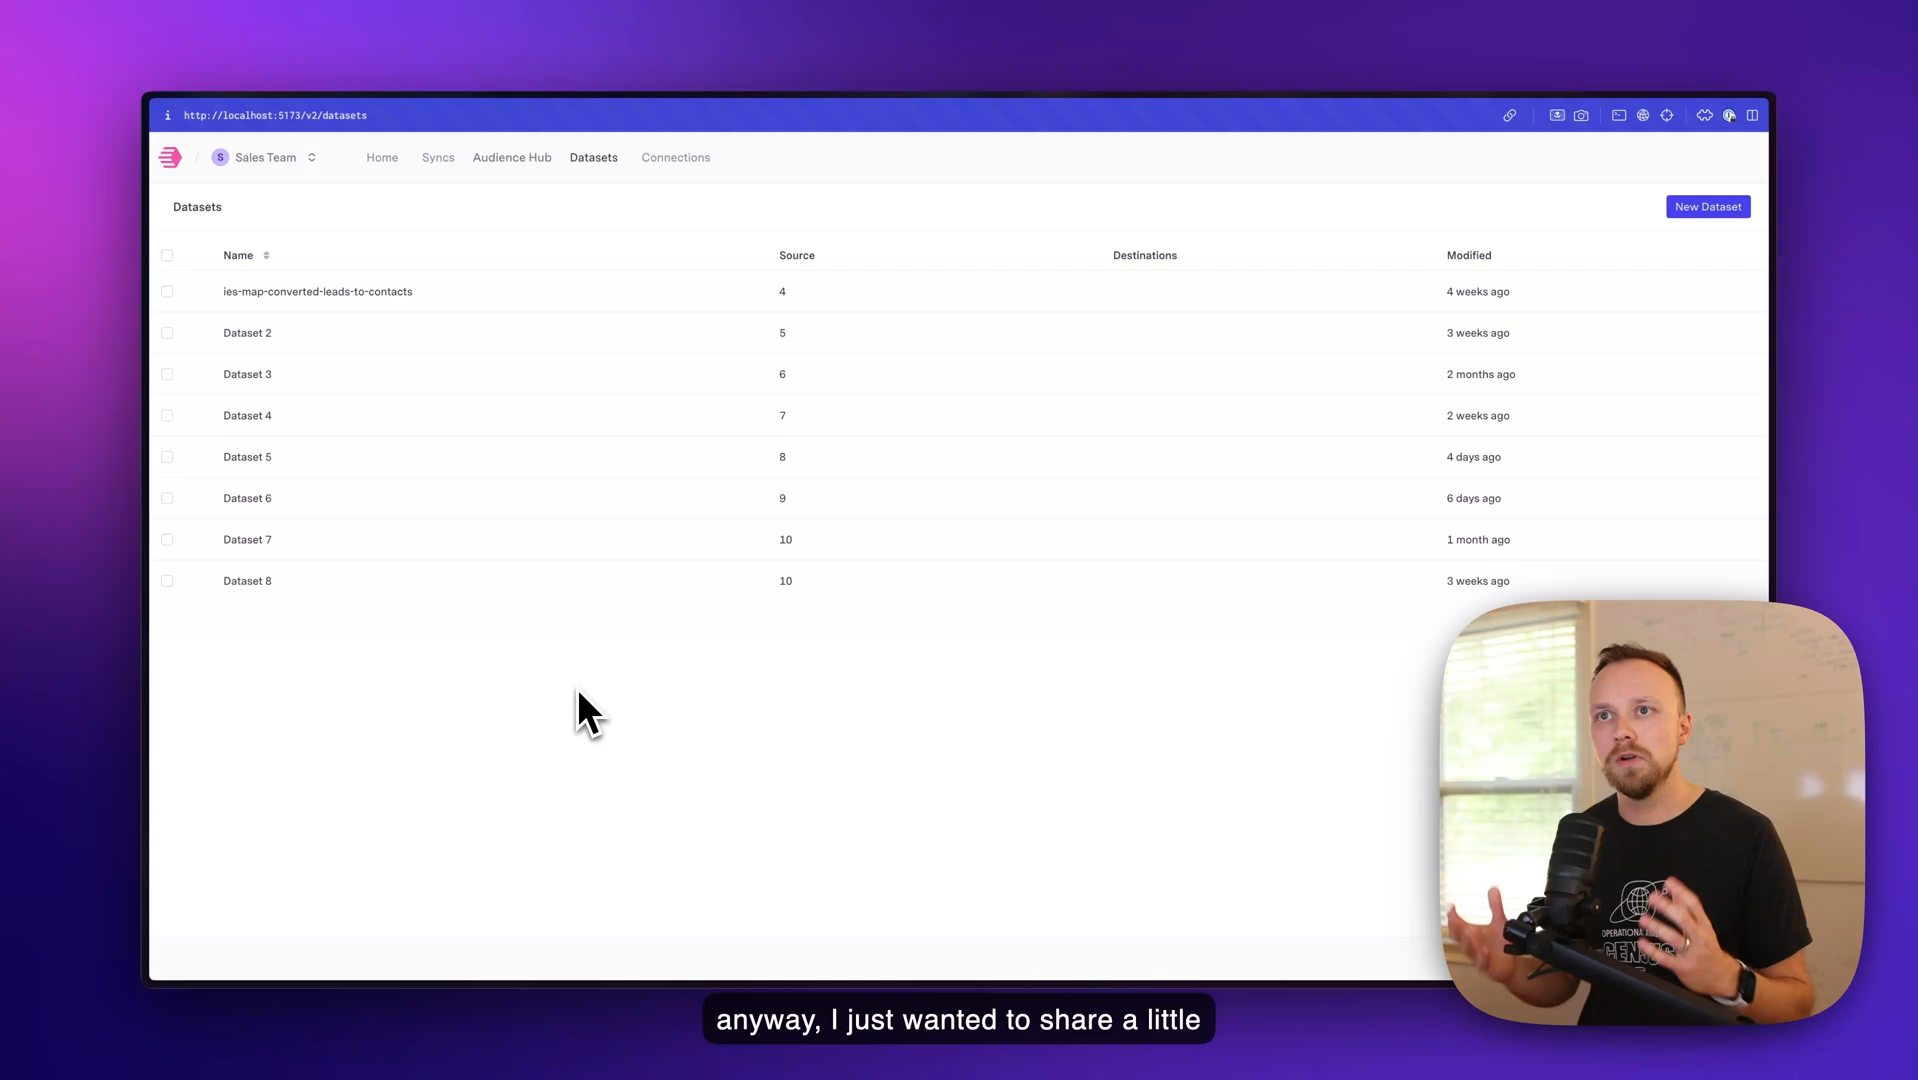 http://localhost:5173/v2/datasets
S Sales Team Home Syncs Audience Hub Datasets Connections
Datasets New Dataset
Name Source Destinations Modified
ies-map-converted-leads-to-contacts 4 4 weeks ago
Dataset 2 5 3 weeks ago
Dataset 3 6 2 months ago
Dataset 4 7 2 weeks ago
Dataset 5 8 4 days ago
Dataset 6 9 6 days ago
Dataset 7 10 1 month ago
Dataset 8 10 3 weeks ago
OPERATIONAL
CENSUS
anyway, I just wanted to share a little